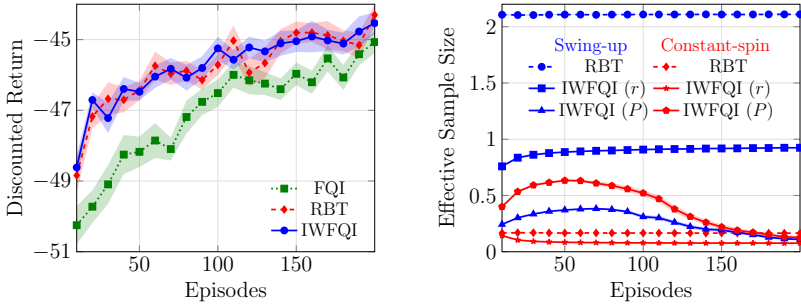 Discounted Return
−45
−47
−49
−51
50
100
150
Episodes
FQI
RBT
IWFQI
Effective Sample Size
2
1.5
1
0.5
0
50
100
150
Episodes
Swing-up Constant-spin
RBT RBT
IWFQI (r) IWFQI (r)
IWFQI (P) IWFQI (P)